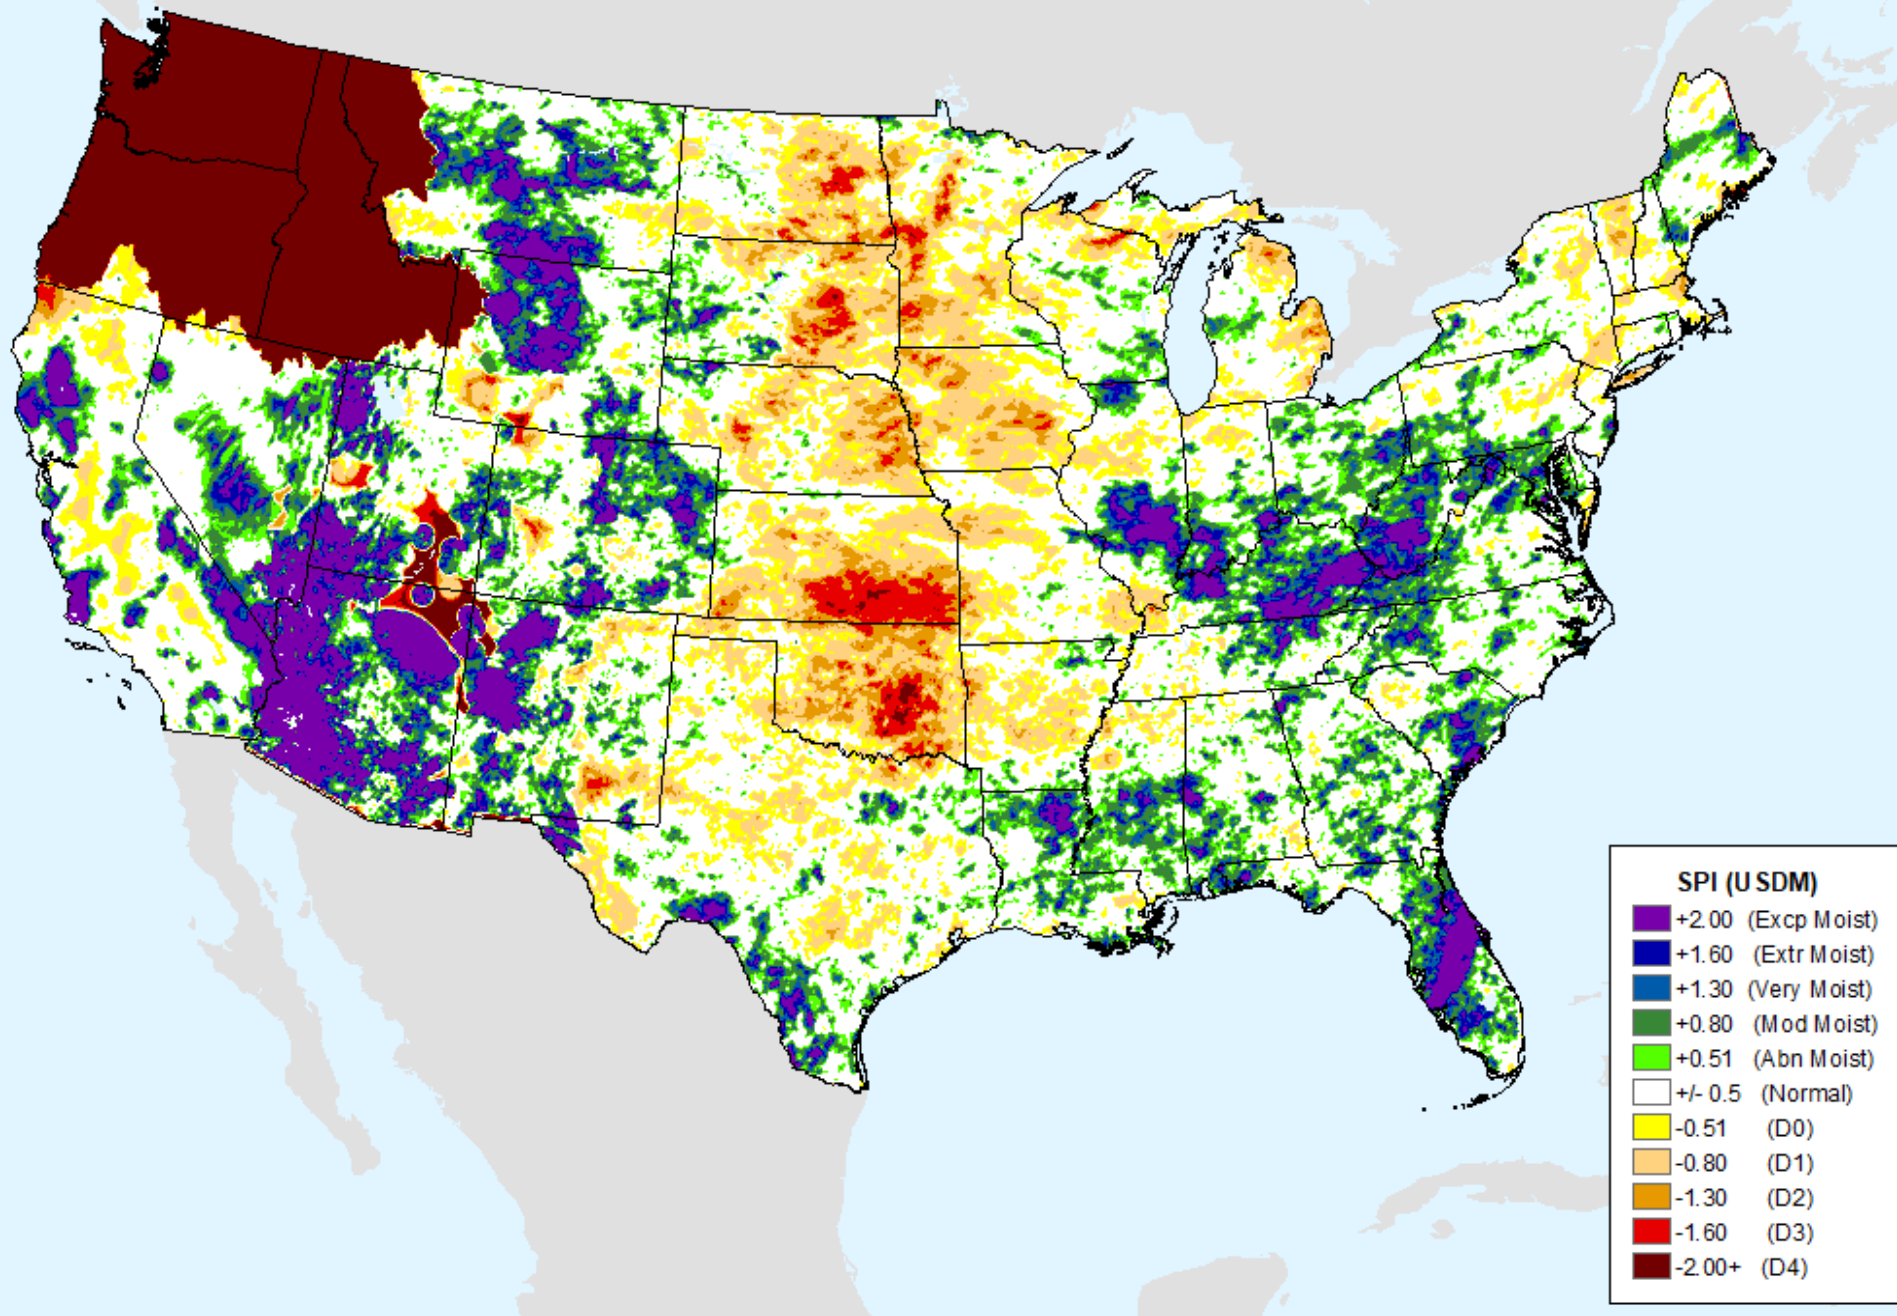 SPI (USDM)
+2.00 (Excp Moist)
+1.60 (Extr Moist)
+1.30 (Very Moist)
+0.80 (Mod Moist)
+0.51 (Abn Moist)
+/- 0.5 (Normal)
-0.51 (D0)
-0.80 (D1)
-1.30 (D2)
-1.60 (D3)
-2.00+ (D4)